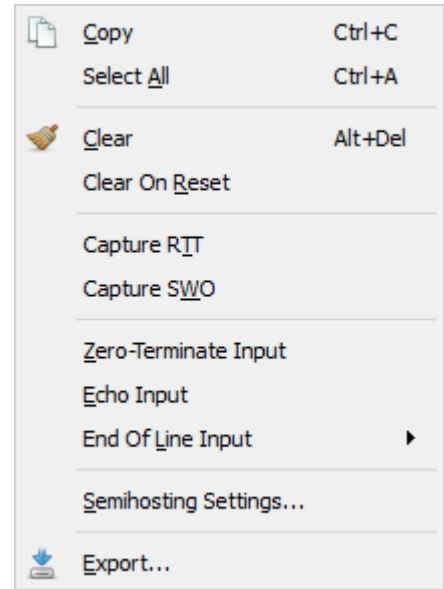 Copy Ctrl+C
Select All Ctrl+A
Clear Alt+Del
Clear On Reset
Capture RTT
Capture SWO
Zero-Terminate Input
Echo Input
End Of Line Input
Semihosting Settings...
Export...